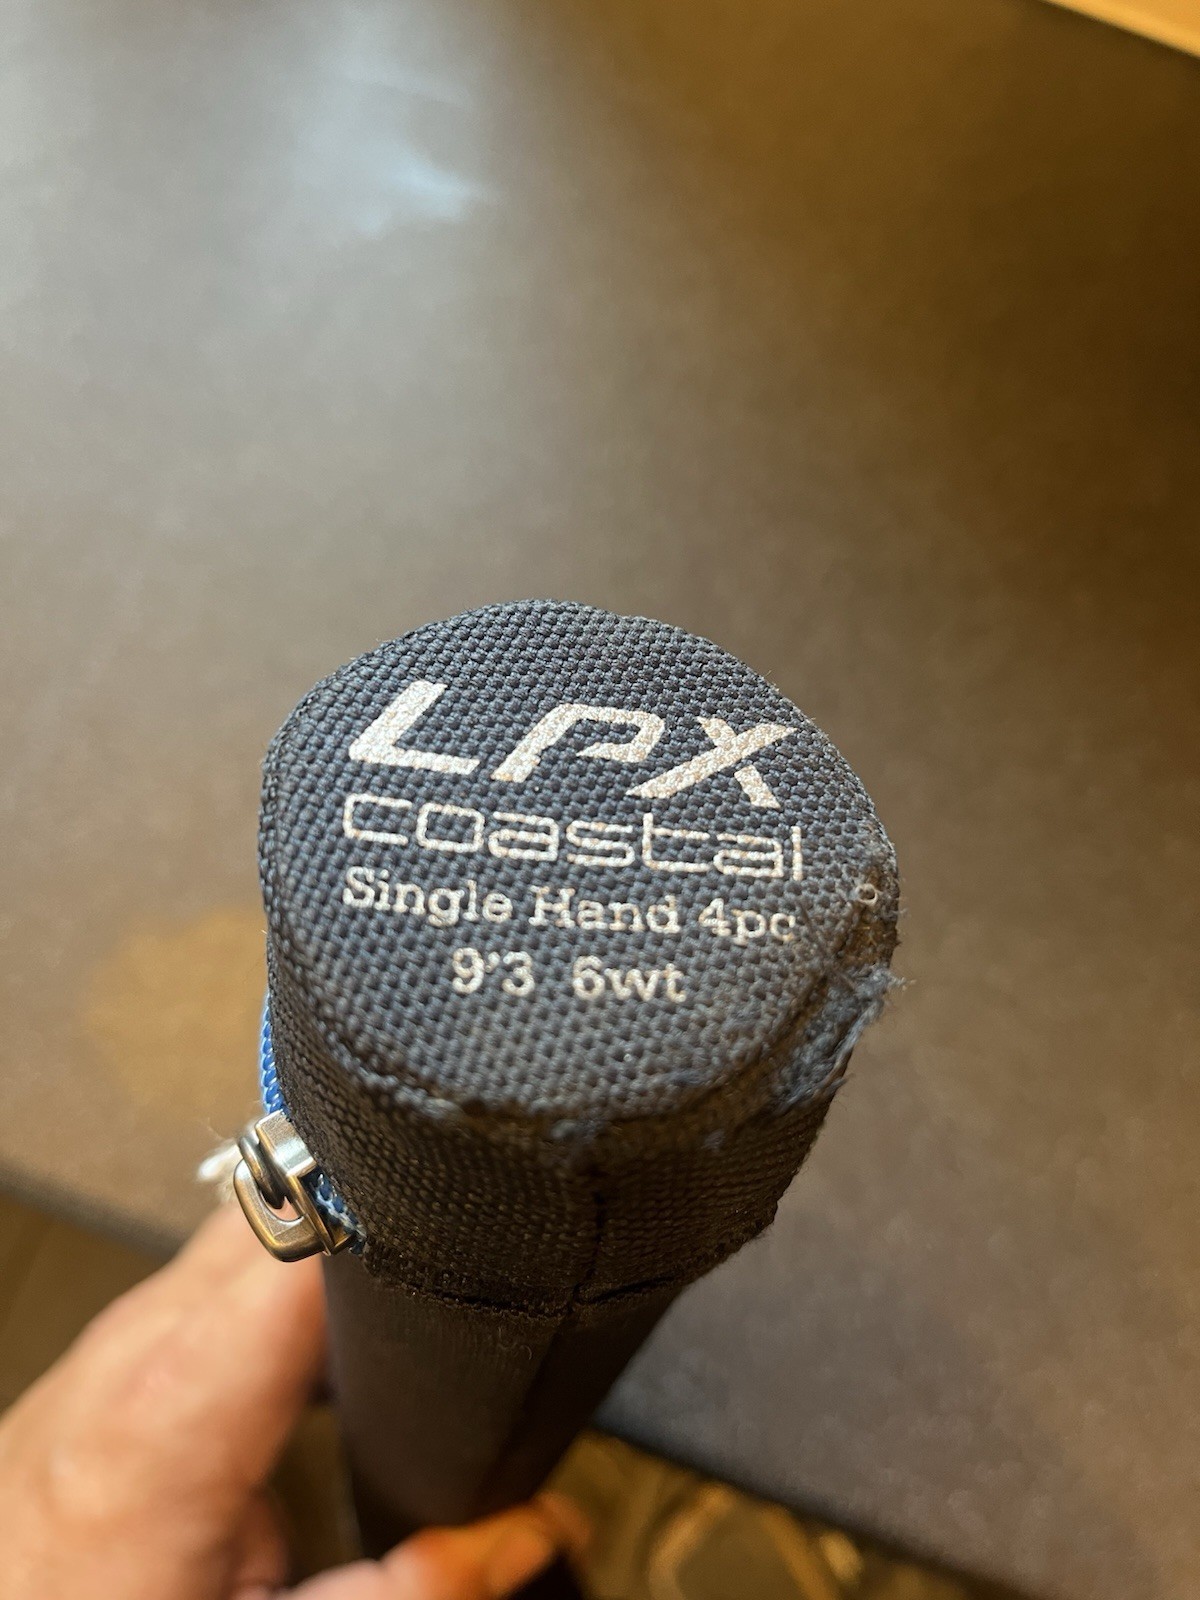 LPX
coastal
Single Hand 4pc
9'3 6wt